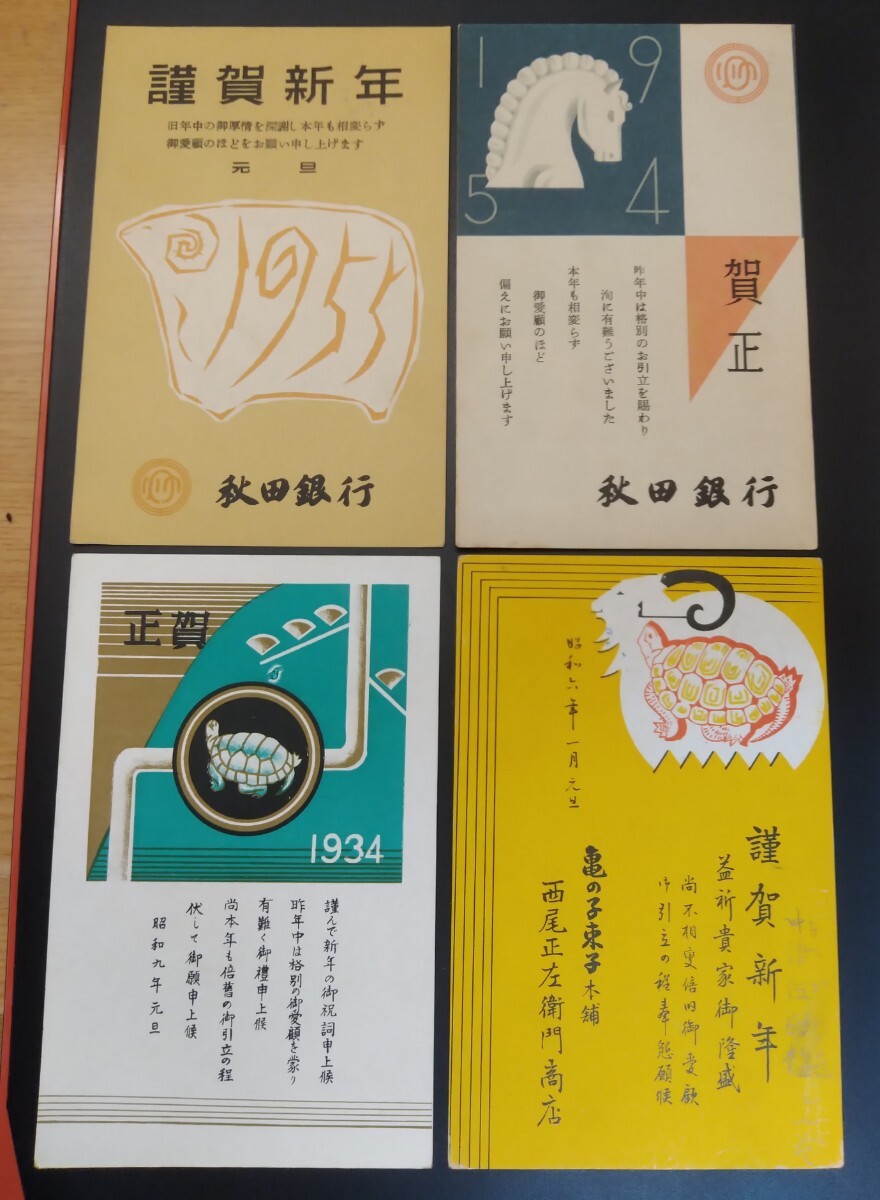 謹賀新年
旧年中の御厚情を深謝し本年も相変らず
御愛顧のほどをお願い申し上げます
元旦
1955
秋田銀行
1954
賀正
昨年中は格別のお引立を賜わり
洵に有難うございました
本年も相変らず
御愛顧のほど
偏えにお願い申し上げます
秋田銀行
賀正
1934
謹んで新年の御祝詞申上候
昨年中は格別の御愛顧を蒙り
有難く御禮申上候
尚本年も倍舊の御引立の程
伏して御願申上候
昭和九年元旦
謹賀新年
益祈貴家御隆盛
尚不相変倍旧御愛顧
御引立の程奉懇願候
昭和六年一月元旦
亀の子束子本舗
西尾正左衛門商店